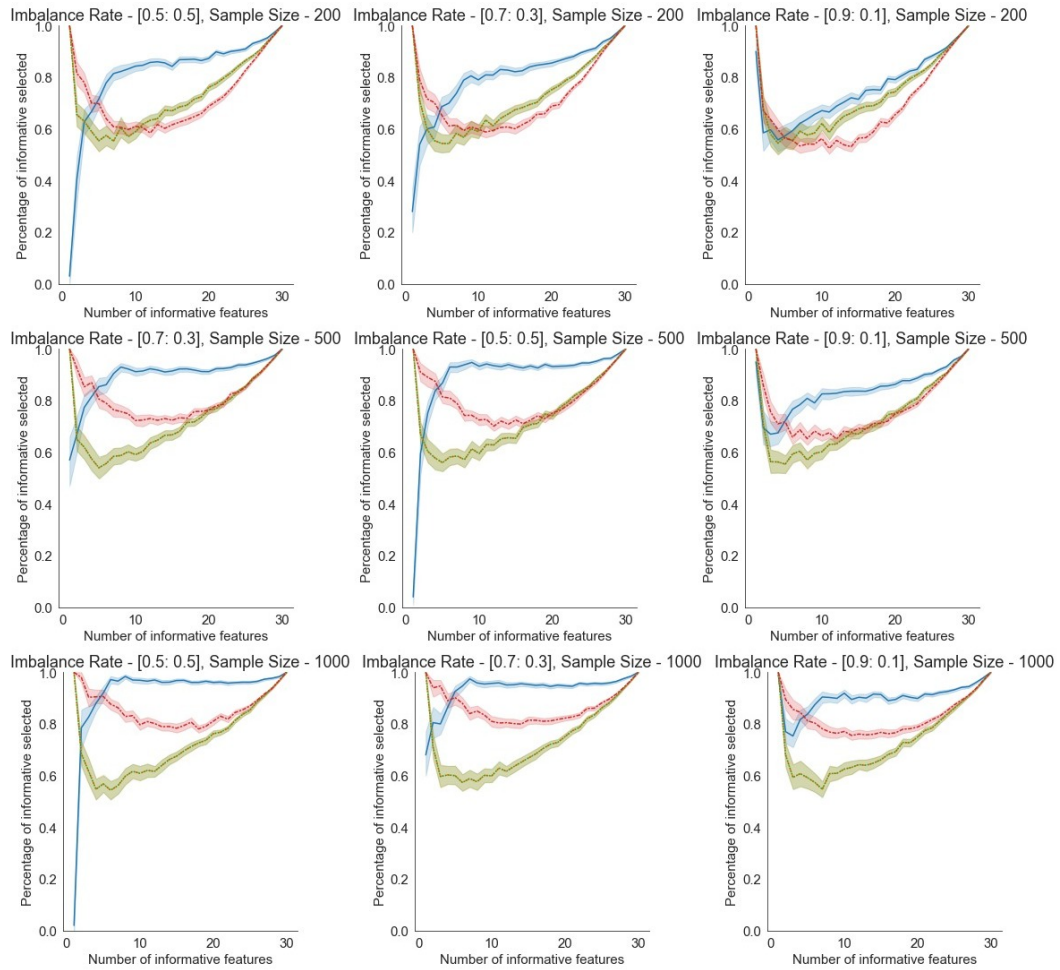 Imbalance Rate - [0.5: 0.5], Sample Size - 200
1.0
0.8
0.6
0.4
0.2
0.0
Percentage of informative selected
0 10 20 30
Number of informative features
Imbalance Rate - [0.7: 0.3], Sample Size - 200
1.0
0.8
0.6
0.4
0.2
0.0
Percentage of informative selected
0 10 20 30
Number of informative features
Imbalance Rate - [0.9: 0.1], Sample Size - 200
1.0
0.8
0.6
0.4
0.2
0.0
Percentage of informative selected
0 10 20 30
Number of informative features
Imbalance Rate - [0.7: 0.3], Sample Size - 500
1.0
0.8
0.6
0.4
0.2
0.0
Percentage of informative selected
0 10 20 30
Number of informative features
Imbalance Rate - [0.5: 0.5], Sample Size - 500
1.0
0.8
0.6
0.4
0.2
0.0
Percentage of informative selected
0 10 20 30
Number of informative features
Imbalance Rate - [0.9: 0.1], Sample Size - 500
1.0
0.8
0.6
0.4
0.2
0.0
Percentage of informative selected
0 10 20 30
Number of informative features
Imbalance Rate - [0.5: 0.5], Sample Size - 1000
1.0
0.8
0.6
0.4
0.2
0.0
Percentage of informative selected
0 10 20 30
Number of informative features
Imbalance Rate - [0.7: 0.3], Sample Size - 1000
1.0
0.8
0.6
0.4
0.2
0.0
Percentage of informative selected
0 10 20 30
Number of informative features
Imbalance Rate - [0.9: 0.1], Sample Size - 1000
1.0
0.8
0.6
0.4
0.2
0.0
Percentage of informative selected
0 10 20 30
Number of informative features